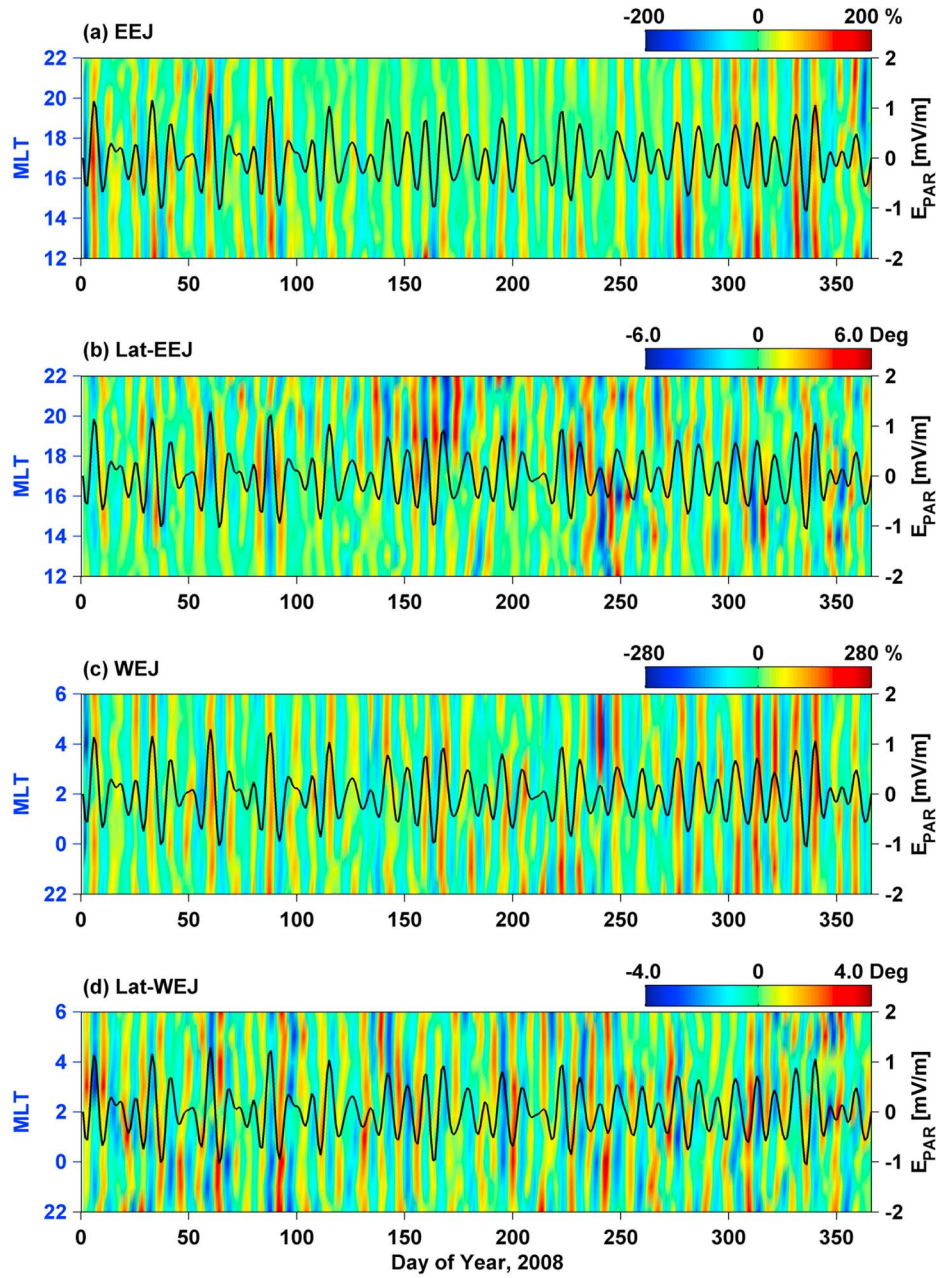 -200 0 200 %
(a) EEJ
22 2
20 1
18
MLT 0 E_PAR [mV/m]
16
14 -1
12 -2
0 50 100 150 200 250 300 350
-6.0 0 6.0 Deg
(b) Lat-EEJ
22 2
20 1
18
MLT 0 E_PAR [mV/m]
16
14 -1
12 -2
0 50 100 150 200 250 300 350
-280 0 280 %
(c) WEJ
6 2
4 1
MLT
2 0 E_PAR [mV/m]
0 -1
22 -2
0 50 100 150 200 250 300 350
-4.0 0 4.0 Deg
(d) Lat-WEJ
6 2
4 1
MLT
2 0 E_PAR [mV/m]
0 -1
22 -2
0 50 100 150 200 250 300 350
Day of Year, 2008